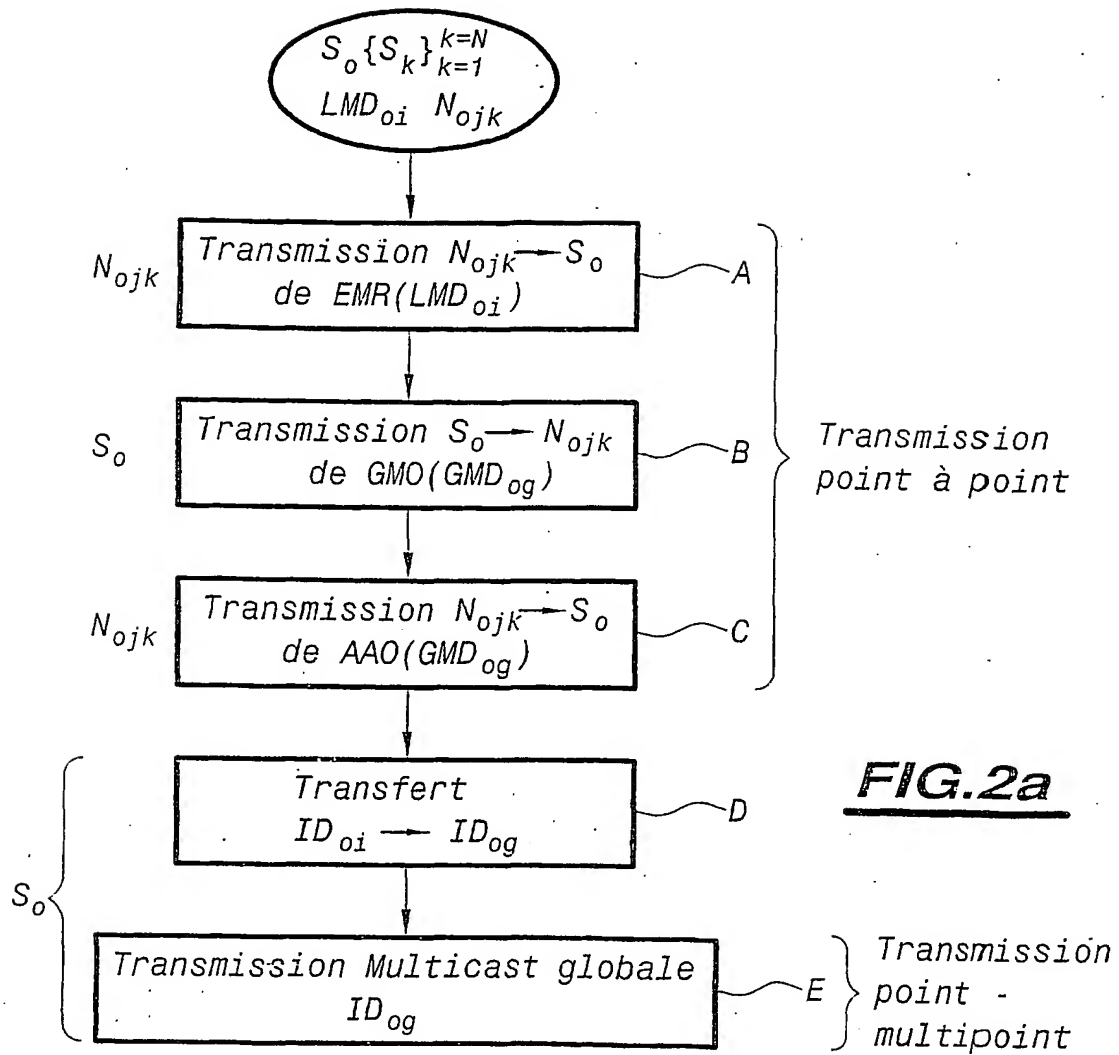 S_o{S_k}_{k=1}^{k=N}
LMD_oi N_ojk
N_ojk
Transmission N_ojk → S_o
de EMR(LMD_oi)
A
S_o
Transmission S_o → N_ojk
de GMO(GMD_og)
B
Transmission
point à point
N_ojk
Transmission N_ojk → S_o
de AAO(GMD_og)
C
Transfert
ID_oi → ID_og
D
FIG.2a
S_o
Transmission Multicast globale
ID_og
E
Transmission
point -
multipoint